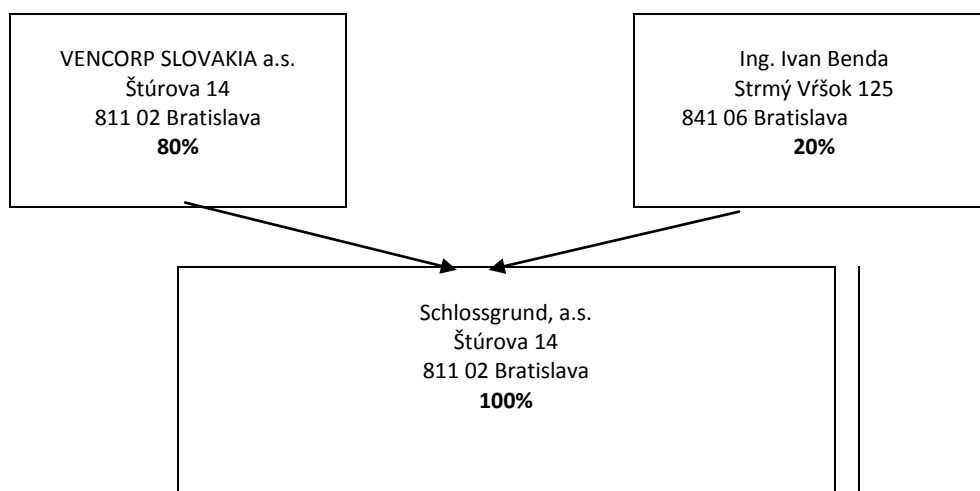 VENCORP SLOVAKIA a.s.
Štúrova 14
811 02 Bratislava
80%
Ing. Ivan Benda
Strmý Vŕšok 125
841 06 Bratislava
20%
Schlossgrund, a.s.
Štúrova 14
811 02 Bratislava
100%